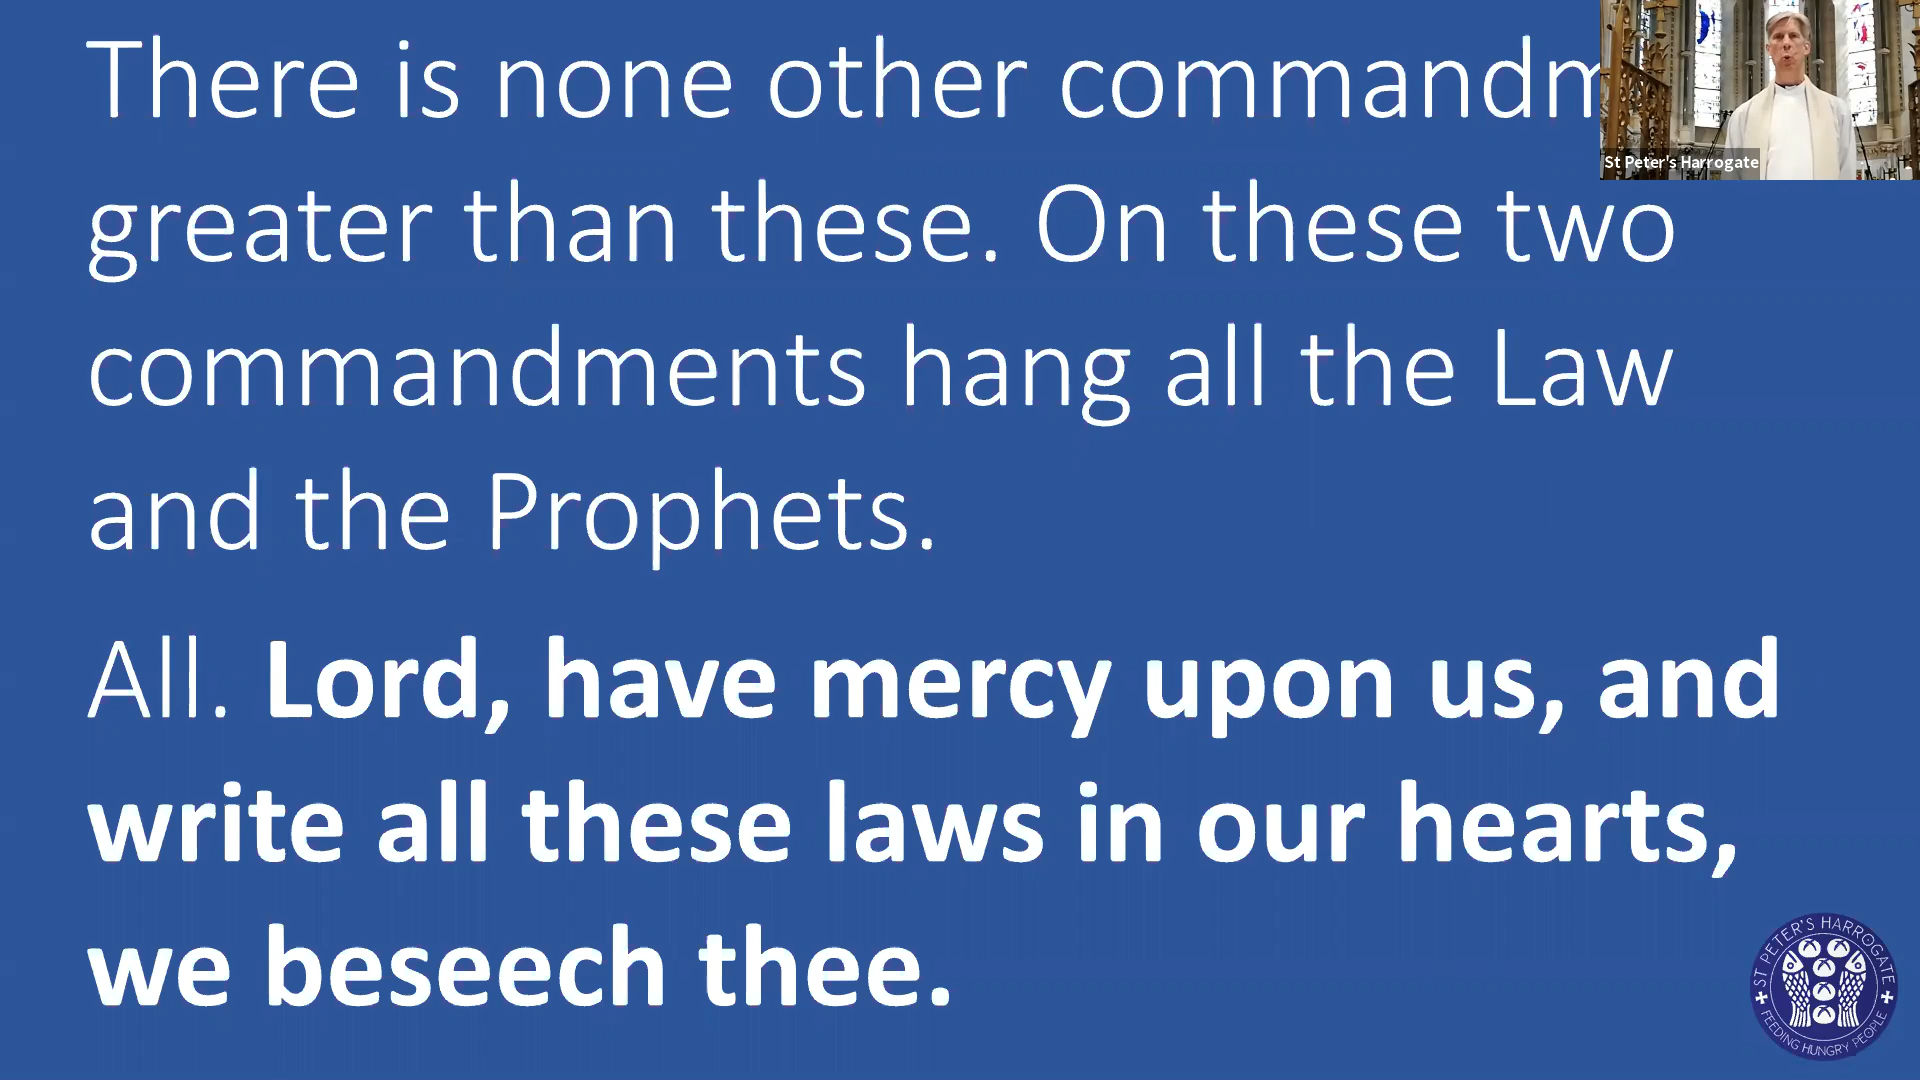 There is none other commandm
greater than these. On these two
commandments hang all the Law
and the Prophets.
All. Lord, have mercy upon us, and
write all these laws in our hearts,
we beseech thee.
St Peter's Harrogate
ST PETER'S HARROGATE
FEEDING HUNGRY PEOPLE